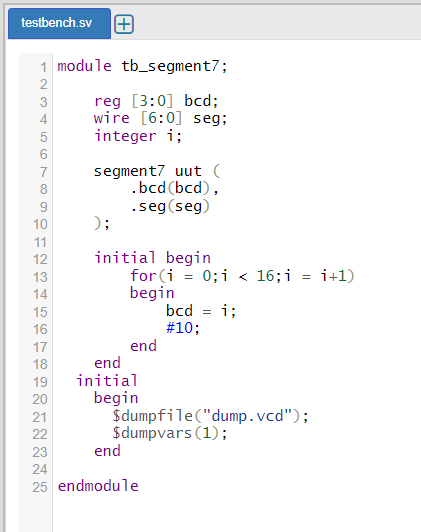 testbench.sv
1 module tb_segment7;
2
3     reg [3:0] bcd;
4     wire [6:0] seg;
5     integer i;
6
7     segment7 uut (
8         .bcd(bcd),
9         .seg(seg)
10     );
11
12     initial begin
13         for(i = 0;i < 16;i = i+1)
14         begin
15             bcd = i;
16             #10;
17         end
18     end
19   initial
20     begin
21       $dumpfile("dump.vcd");
22       $dumpvars(1);
23     end
24
25 endmodule